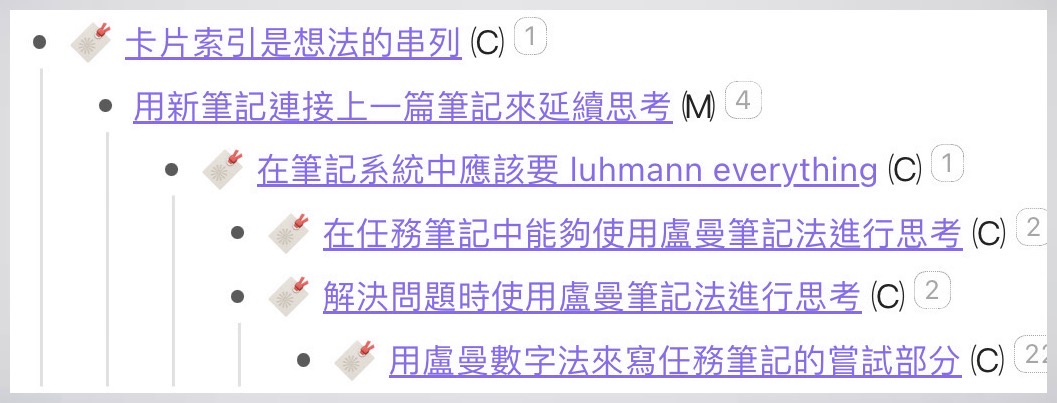 卡片索引是想法的串列 (C) 1
用新筆記連接上一篇筆記來延續思考 (M) 4
在筆記系統中應該要 luhmann everything (C) 1
在任務筆記中能夠使用盧曼筆記法進行思考 (C) 2
解決問題時使用盧曼筆記法進行思考 (C) 2
用盧曼數字法來寫任務筆記的嘗試部分 (C) 22